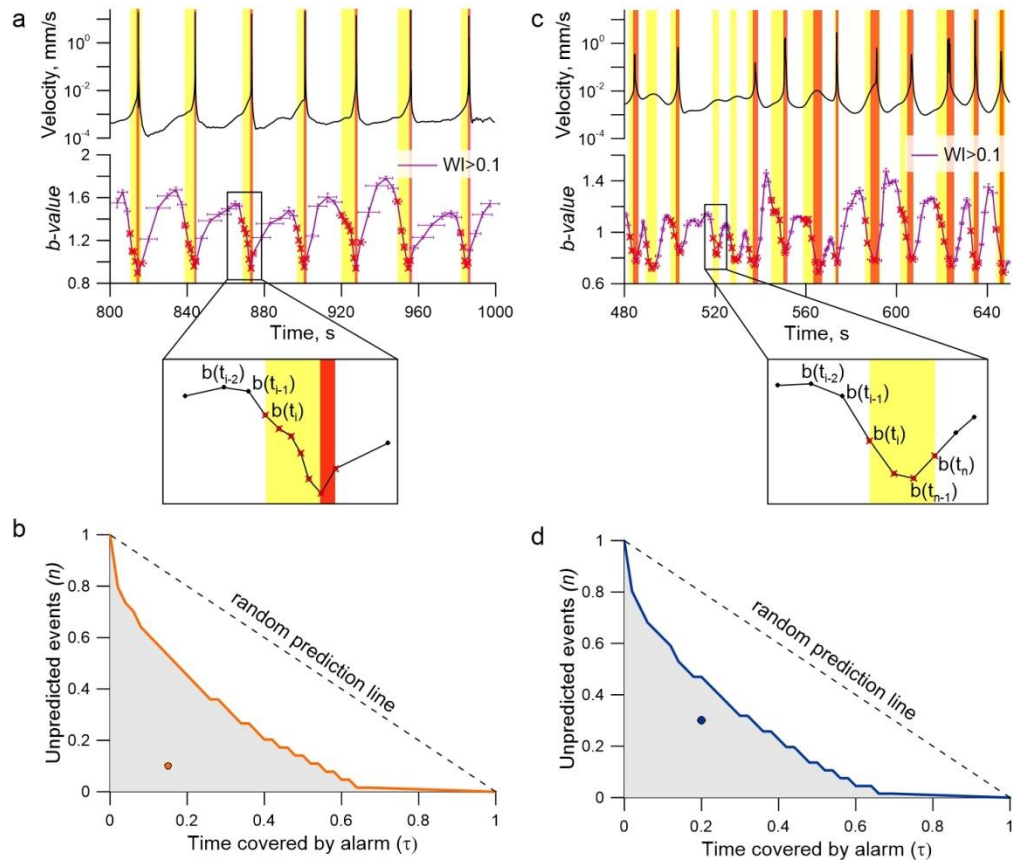 a
Velocity, mm/s
10⁰
10⁻²
10⁻⁴
2
1.6
1.2
0.8
b-value
WI>0.1
800 840 880 920 960 1000
Time, s
b(tᵢ₋₂)
b(tᵢ₋₁)
b(tᵢ)
c
Velocity, mm/s
10⁰
10⁻²
10⁻⁴
1.4
1
0.6
b-value
WI>0.1
480 520 560 600 640
Time, s
b(tᵢ₋₂)
b(tᵢ₋₁)
b(tᵢ)
b(tₙ)
b(tₙ₋₁)
b
Unpredicted events (n)
1
0.8
0.6
0.4
0.2
0
random prediction line
0 0.2 0.4 0.6 0.8 1
Time covered by alarm (τ)
d
Unpredicted events (n)
1
0.8
0.6
0.4
0.2
0
random prediction line
0 0.2 0.4 0.6 0.8 1
Time covered by alarm (τ)